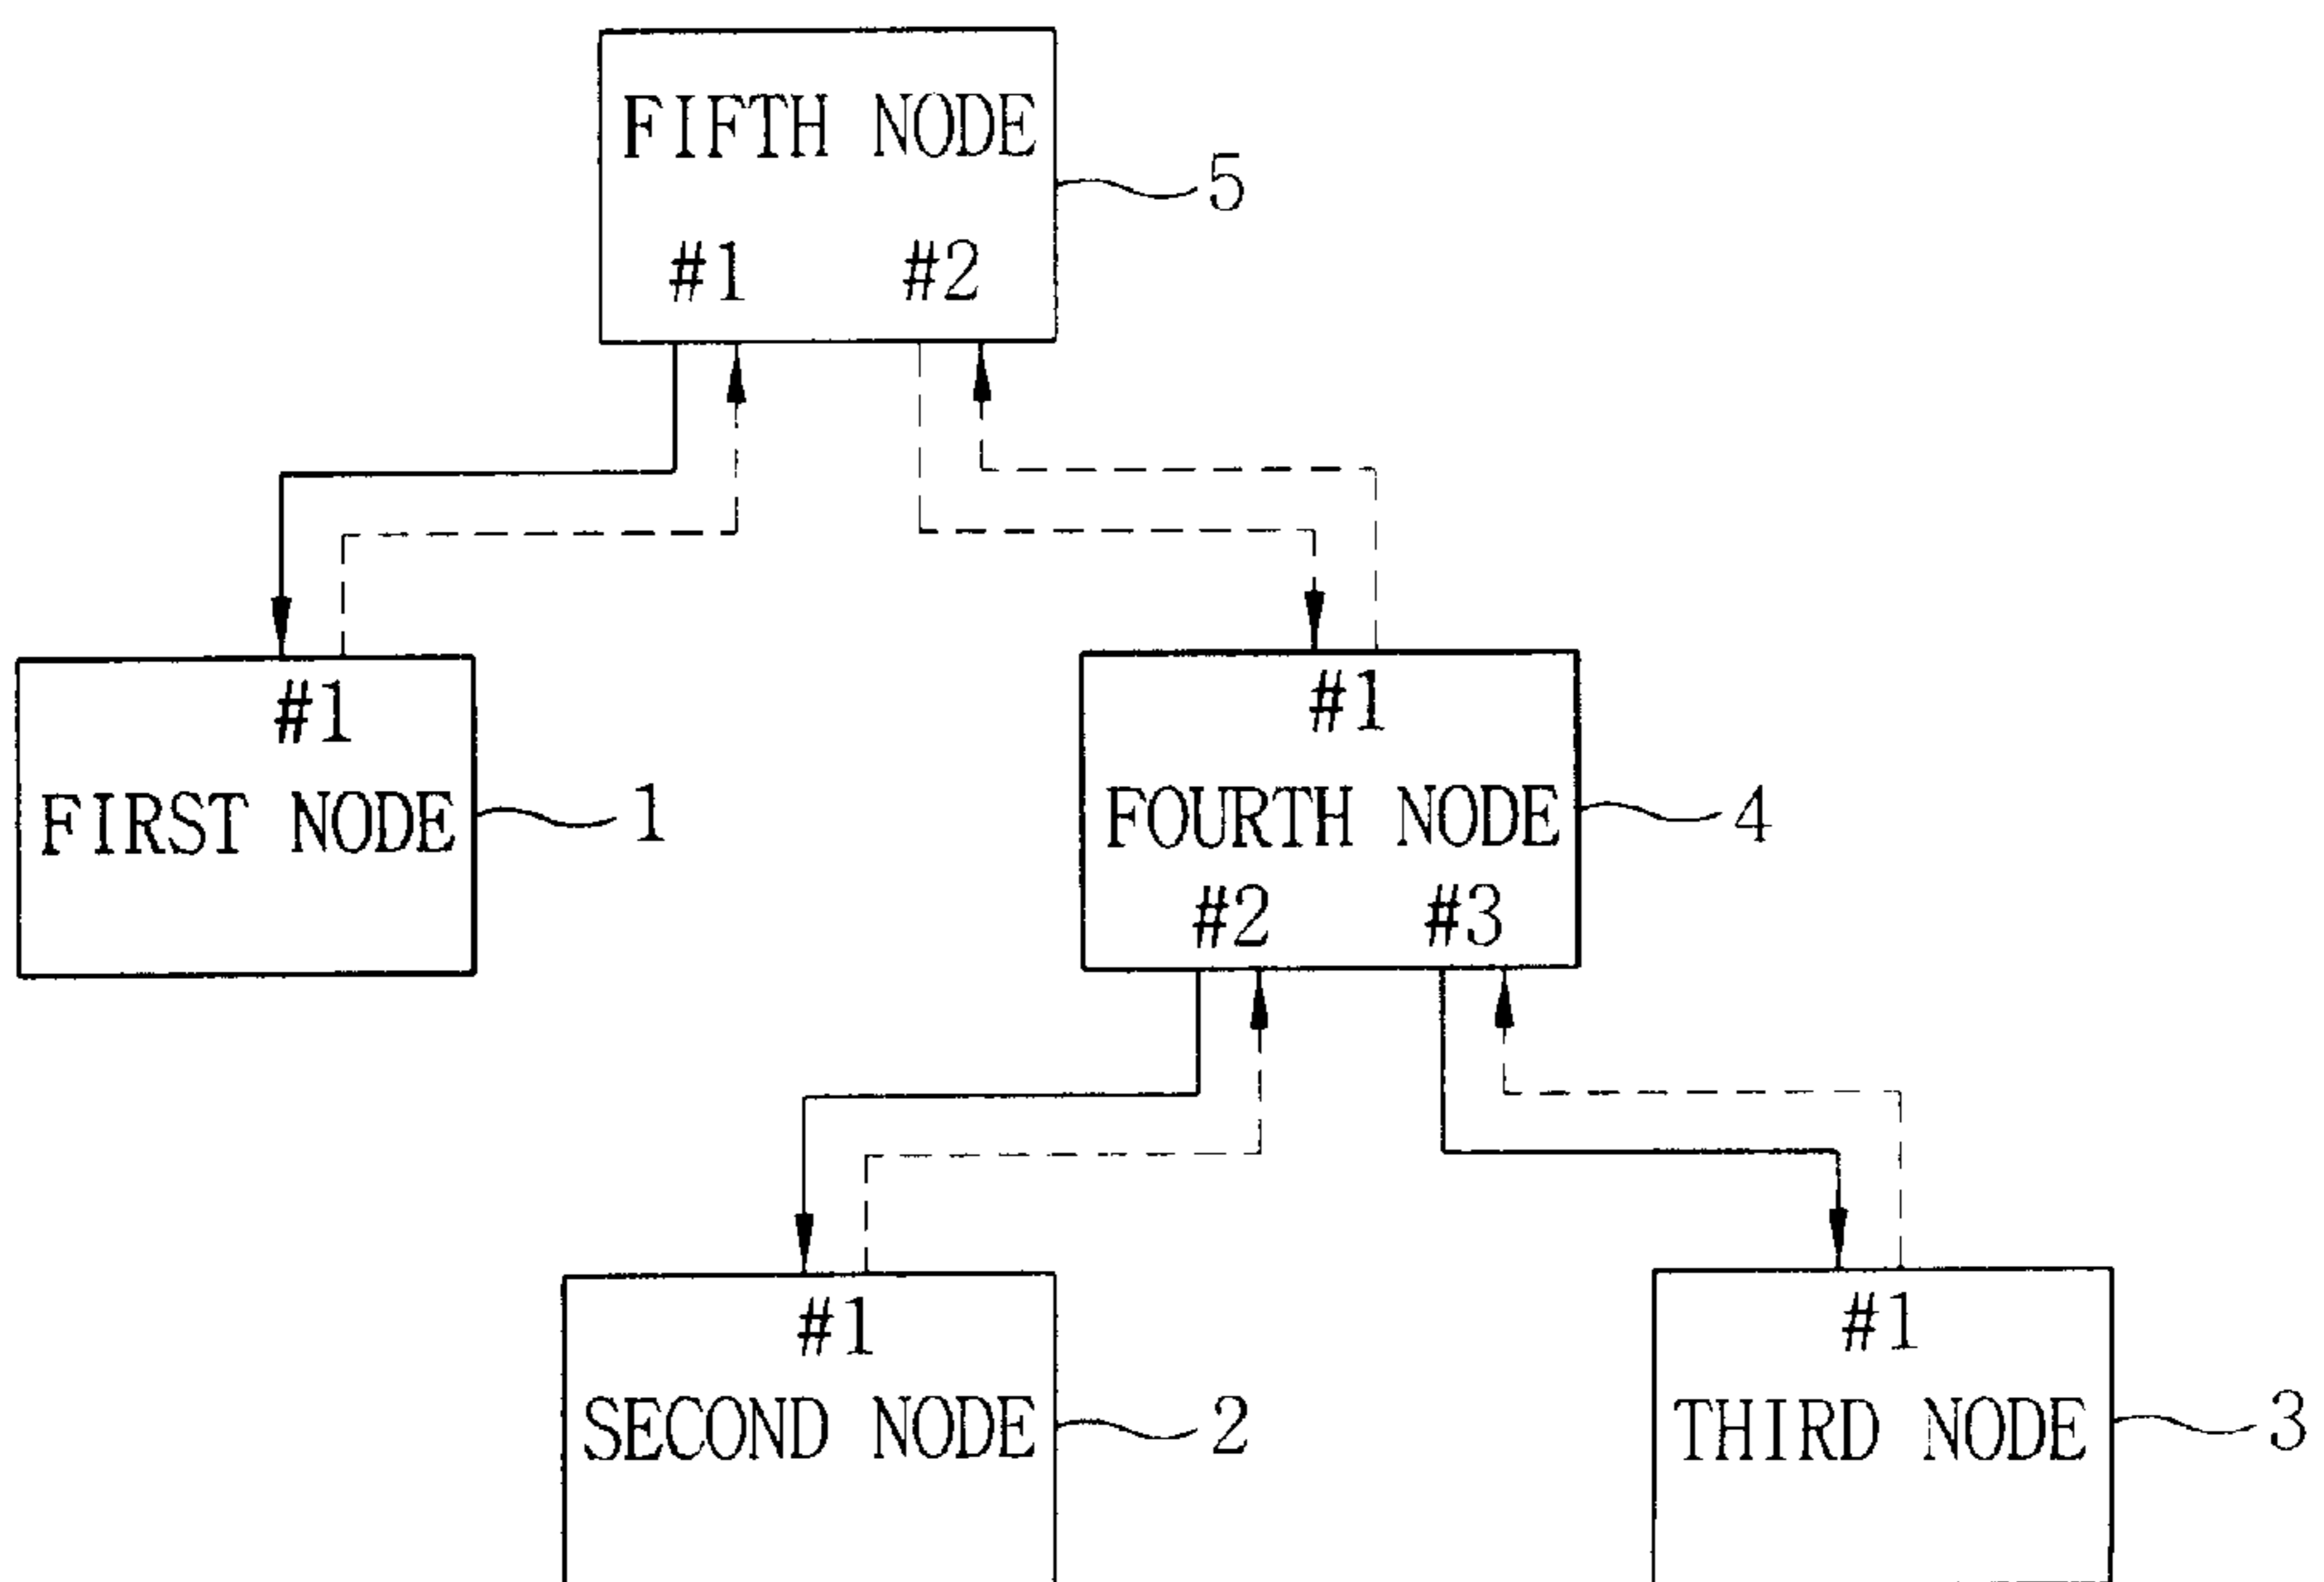 FIFTH NODE
5
#1 #2
#1
#1
FIRST NODE
1
FOURTH NODE
4
#2 #3
#1
#1
SECOND NODE
2
THIRD NODE
3